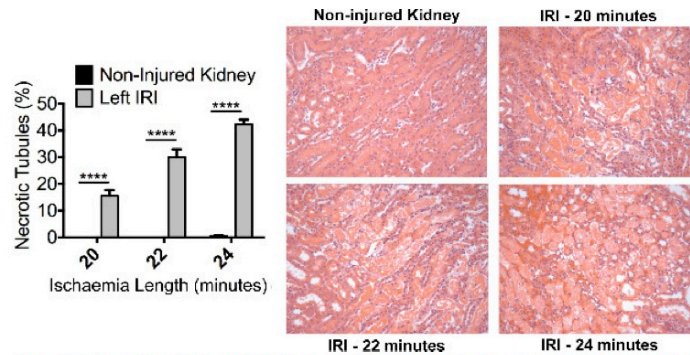 Non-injured Kidney
IRI - 20 minutes
Non-Injured Kidney
Left IRI
Necrotic Tubules (%)
50
40
30
20
10
0
****
****
****
20
22
24
Ischaemia Length (minutes)
IRI - 22 minutes
IRI - 24 minutes